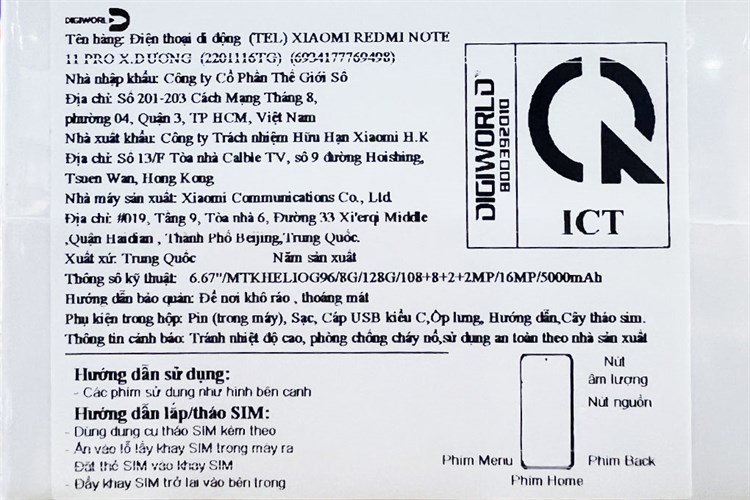 DIGIWORLD
Tên hàng: Điện thoại di động (TEL) XIAOMI REDMI NOTE
11 PRO X.DƯƠNG (2201116TG) (6934177769498)
Nhà nhập khẩu: Công ty Cổ Phần Thế Giới Số
Địa chỉ: Số 201-203 Cách Mạng Tháng 8,
phường 04, Quận 3, TP HCM, Việt Nam
Nhà xuất khẩu: Công ty Trách nhiệm Hữu Hạn Xiaomi H.K
Địa chỉ: Số 13/F Tòa nhà Calble TV, số 9 đường Hoishing,
Tsuen Wan, Hong Kong
Nhà máy sản xuất: Xiaomi Communications Co., Ltd
Địa chỉ: #019, Tầng 9, Tòa nhà 6, Đường 33 Xi'erqi Middle
,Quận Haidian , Thành Phố Beijing,Trung Quốc.
Xuất xứ: Trung Quốc Năm sản xuất
Thông số kỹ thuật: 6.67"/MTKHELIOG96/8G/128G/108+8+2+2MP/16MP/5000mAh
Hướng dẫn bảo quản: Để nơi khô ráo , thoáng mát
Phụ kiện trong hộp: Pin (trong máy), Sạc, Cáp USB kiểu C,Ốp lưng, Hướng dẫn,Cây tháo sim.
Thông tin cảnh báo: Tránh nhiệt độ cao, phòng chống cháy nổ,sử dụng an toàn theo nhà sản xuất
DIGIWORLD
0102936008
ICT
Hướng dẫn sử dụng:
- Các phím sử dụng như hình bên cạnh
Hướng dẫn lắp/tháo SIM:
- Dùng dụng cụ tháo SIM kèm theo
- Ấn vào lỗ lấy khay SIM trong máy ra
- Đặt thẻ SIM vào khay SIM
- Đẩy khay SIM trở lại vào bên trong
Nút
âm lượng
Nút nguồn
Phím Menu
Phím Back
Phím Home